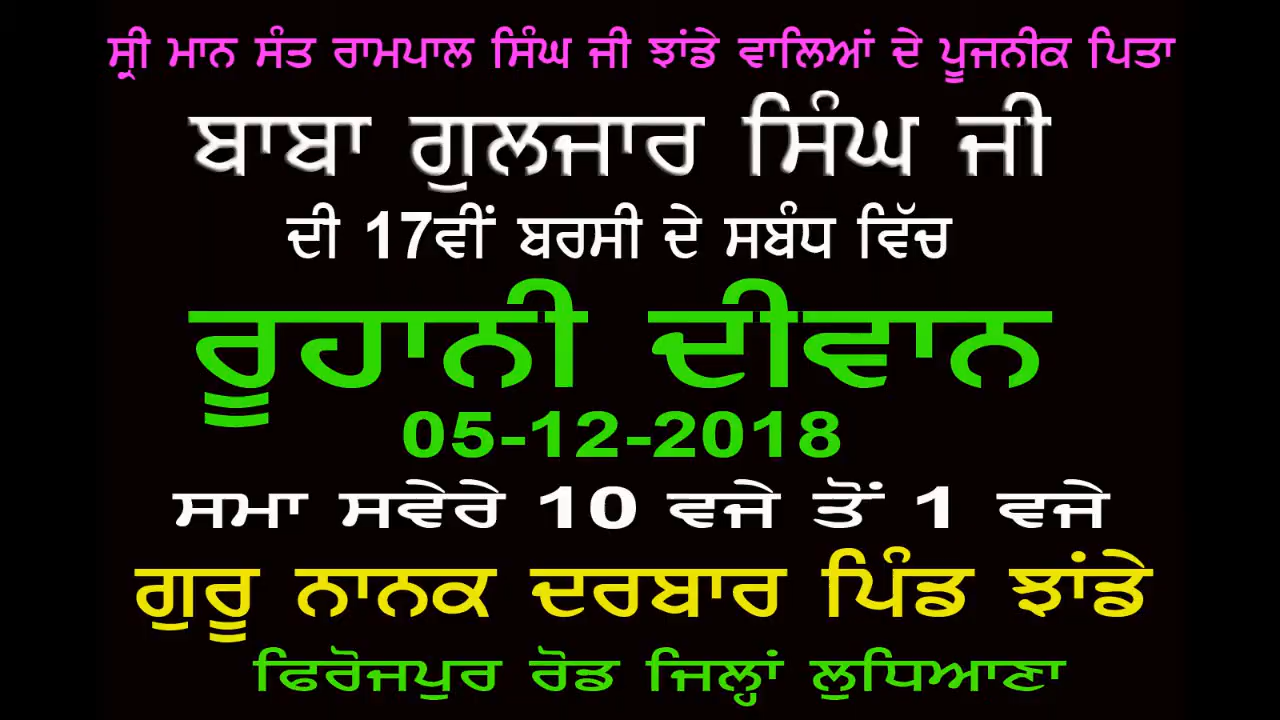 ਸ੍ਰੀ ਮਾਨ ਸੰਤ ਰਾਮਪਾਲ ਸਿੰਘ ਜੀ ਝਾਂਡੇ ਵਾਲਿਆਂ ਦੇ ਪੂਜਨੀਕ ਪਿਤਾ
ਬਾਬਾ ਗੁਲਜਾਰ ਸਿੰਘ ਜੀ
ਦੀ 17ਵੀਂ ਬਰਸੀ ਦੇ ਸਬੰਧ ਵਿੱਚ
ਰੂਹਾਨੀ ਦੀਵਾਨ
05-12-2018
ਸਮਾ ਸਵੇਰੇ 10 ਵਜੇ ਤੋਂ 1 ਵਜੇ
ਗੁਰੂ ਨਾਨਕ ਦਰਬਾਰ ਪਿੰਡ ਝਾਂਡੇ
ਫਿਰੋਜਪੁਰ ਰੋਡ ਜਿਲ੍ਹਾਂ ਲੁਧਿਆਣਾ